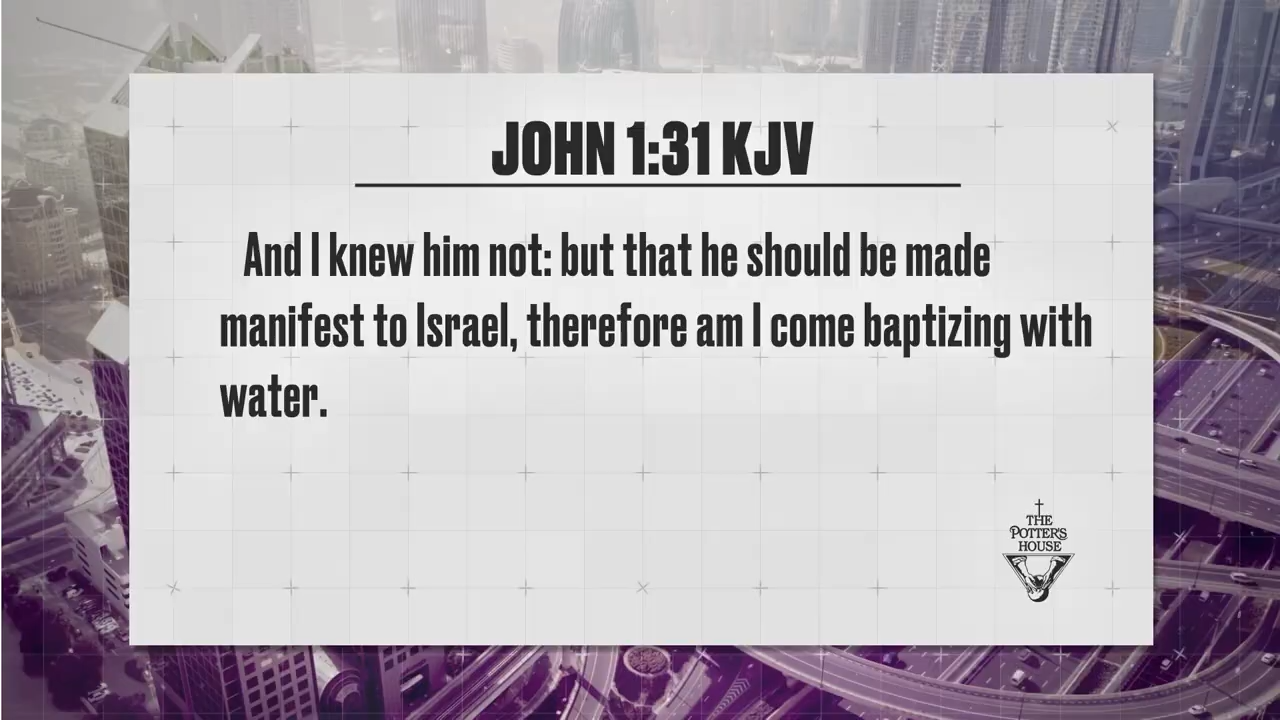 JOHN 1:31 KJV
And I knew him not: but that he should be made
manifest to Israel, therefore am I come baptizing with
water.
THE
POTTER'S
HOUSE